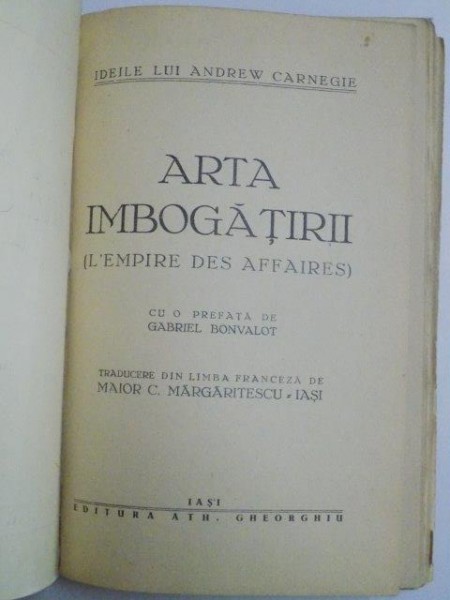 IDEILE LUI ANDREW CARNEGIE
ARTA
IMBOGĂȚIRII
(L'EMPIRE DES AFFAIRES)
CU O PREFAȚĂ DE
GABRIEL BONVALOT
TRADUCERE DIN LIMBA FRANCEZA DE
MAIOR C. MĂRGĂRITESCU - IAȘI
IAȘI
EDITURA ATH. GHEORGHIU